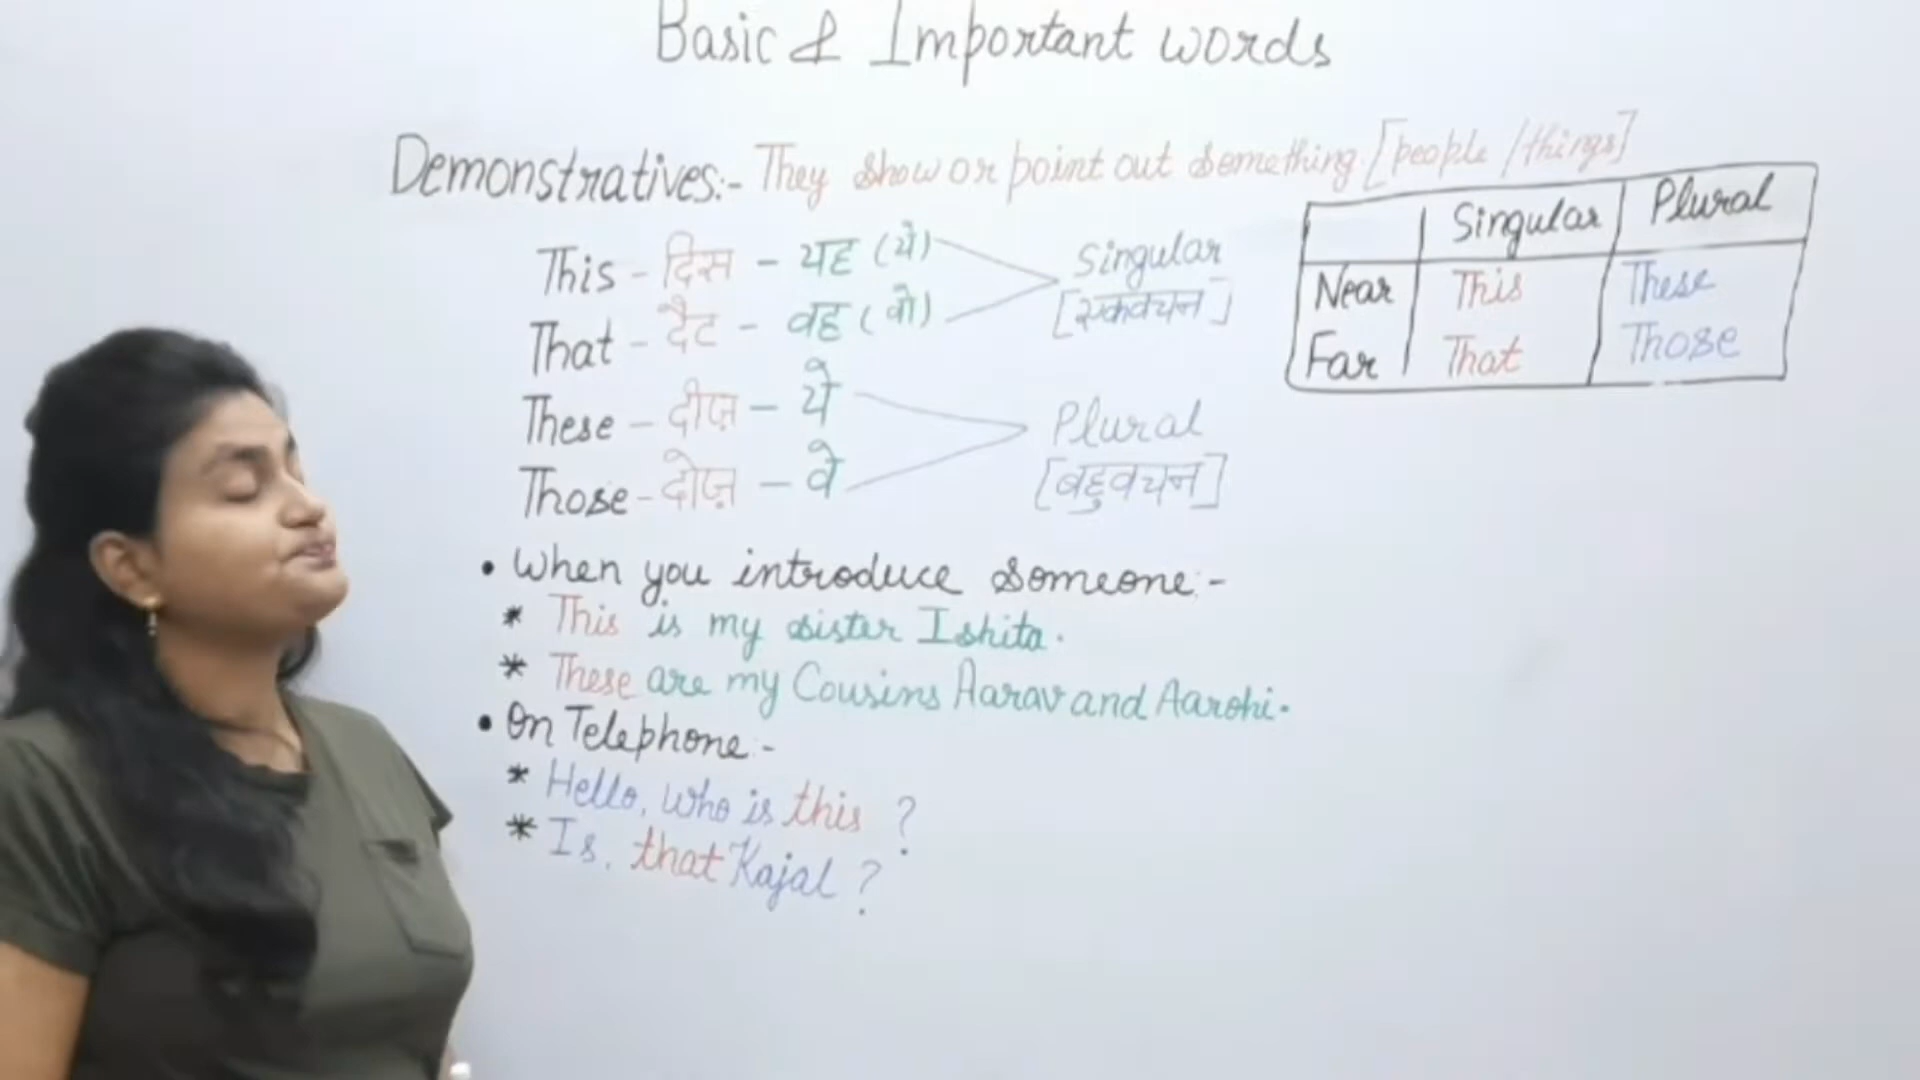 Basic & Important words
Demonstratives:- They show or point out something [people/things]
This - दिस - यह (ये)
That - दैट - वह (वो)
Singular
[एकवचन]
These - दीज़ - ये
Those - दोज़ - वे
Plural
[बहुवचन]
Singular Plural
Near This These
Far That Those
• When you introduce someone:-
* This is my sister Ishita.
* These are my Cousins Aarav and Aarohi.
• On Telephone:-
* Hello, Who is this ?
* Is, that Kajal ?